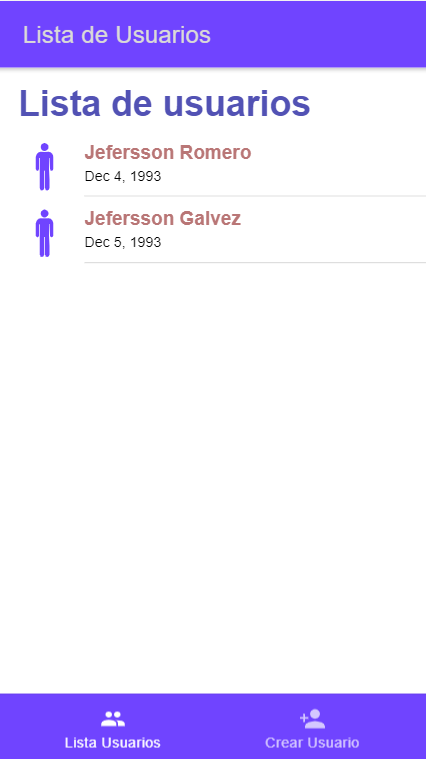 Lista de Usuarios
Lista de usuarios
Jefersson Romero
Dec 4, 1993
Jefersson Galvez
Dec 5, 1993
Lista Usuarios
Crear Usuario